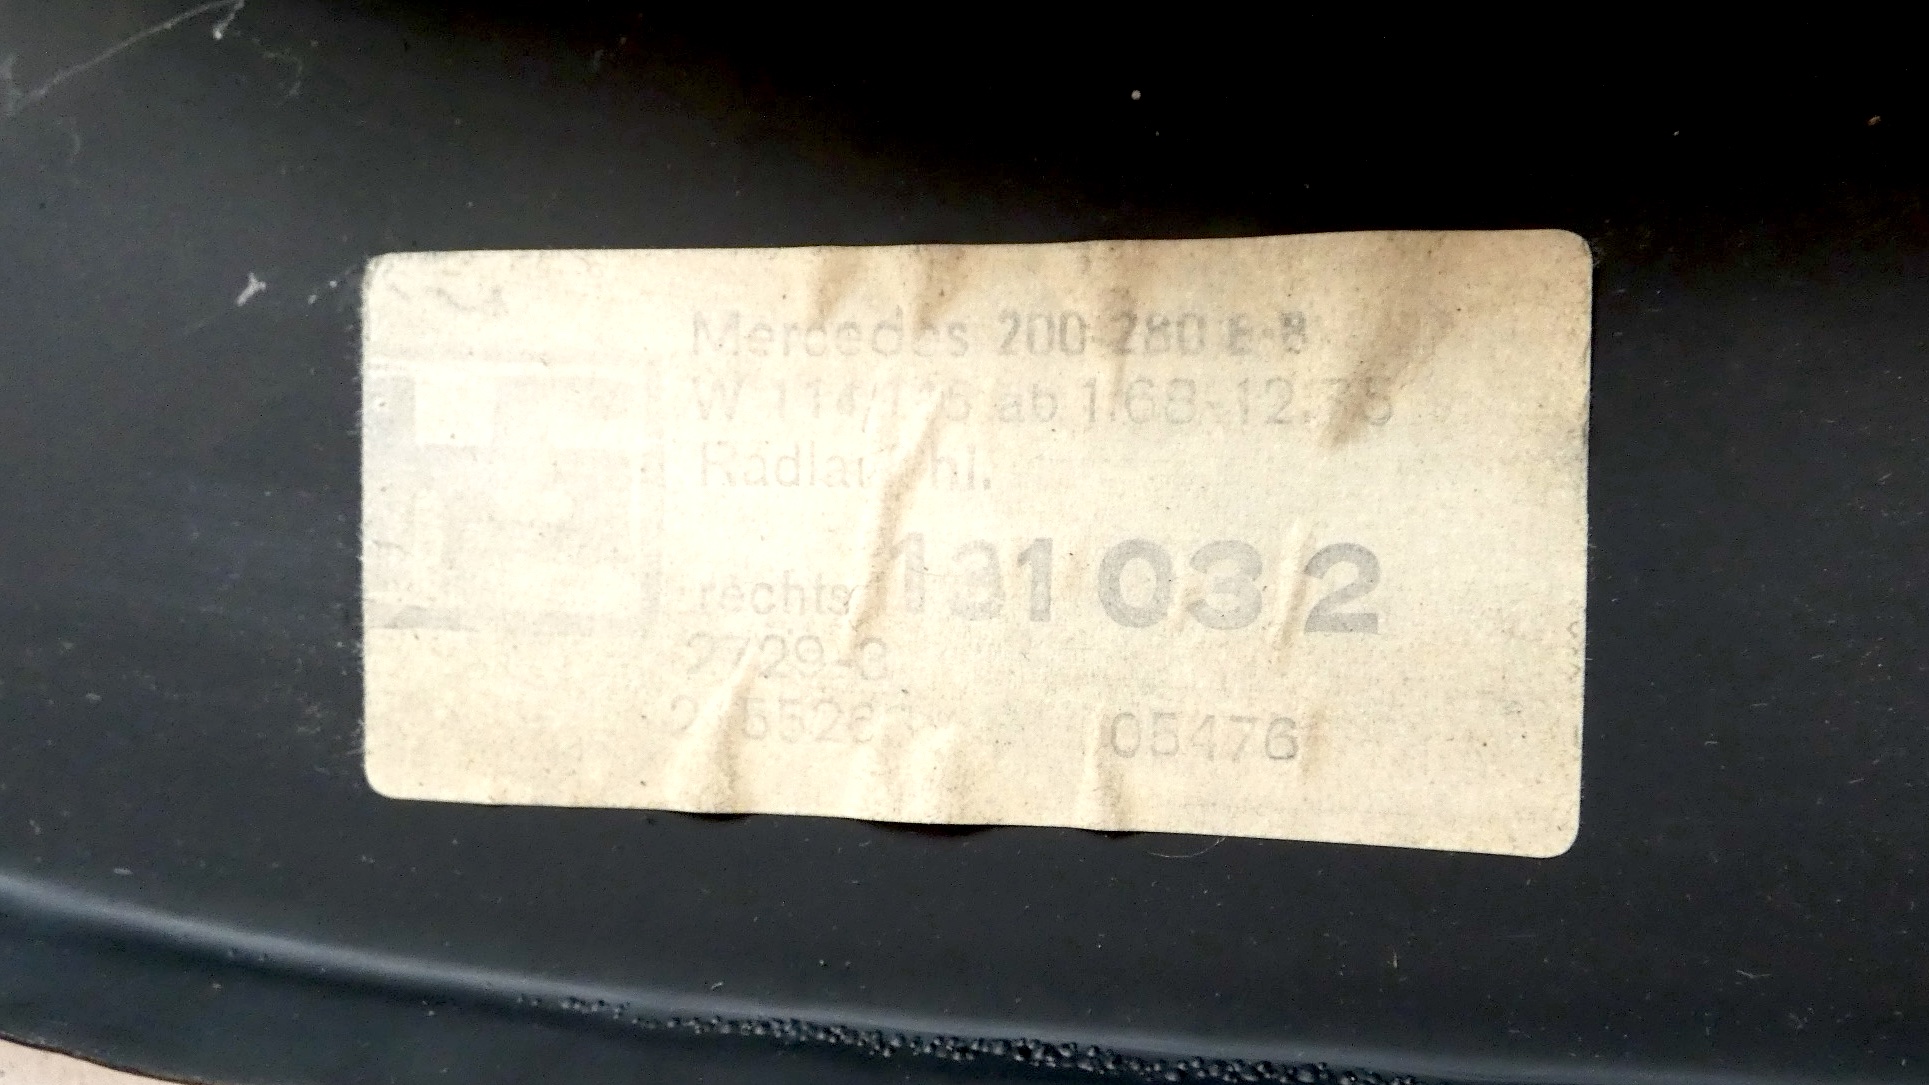 Mercedes 200-280 E-8
W 114/115 ab 1.68-12.75
Radlauf hl.
rechts 131 03 2
2729-3
05476